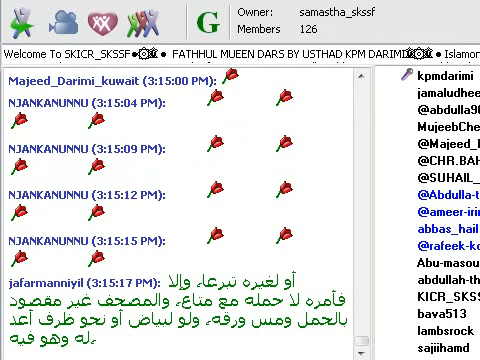 G
Owner: samastha_skssf
Members 126
Welcome To SKICR_SKSSF FATHHUL MUEEN DARS BY USTHAD KPM DARIMI Islamon
Majeed_Darimi_kuwait (3:15:00 PM):
NJANKANUNNU (3:15:04 PM):
NJANKANUNNU (3:15:09 PM):
NJANKANUNNU (3:15:12 PM):
NJANKANUNNU (3:15:15 PM):
jafarmanniyil (3:15:17 PM): أو لغيره تبرعا، وإلا
فأمره لا حمله مع متاع، والمصحف غير مقصود
بالحمل ومس ورقه، ولو لبياض أو نحو ظرف أعد
له وهو فيه،
kpmdarimi
jamaludhee
@abdulla90
MujeebChe
@Majeed_
@CHR.BAH
@SUHAIL_
@Abdulla-t
@ameer-iri
abbas_hail
@rafeek-ko
Abu-masou
abdullah-th
KICR_SKSS
bava513
lambsrock
sajiihamd